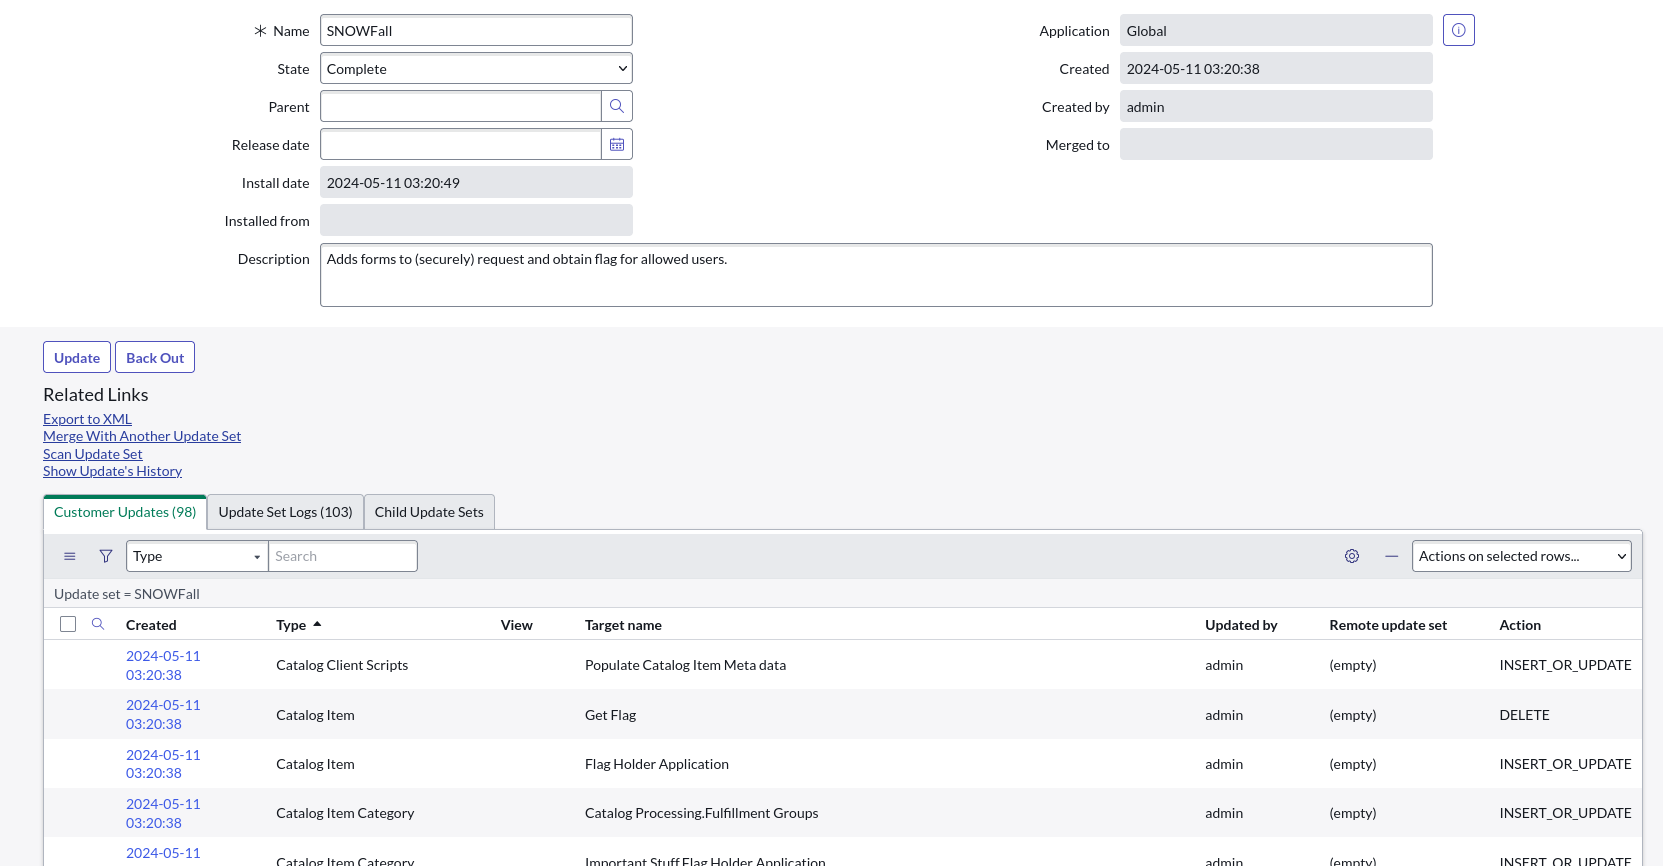 Name SNOWFall Application Global
State Complete Created 2024-05-11 03:20:38
Parent Created by admin
Release date Merged to
Install date 2024-05-11 03:20:49
Installed from
Description Adds forms to (securely) request and obtain flag for allowed users.
Update Back Out
Related Links
Export to XML
Merge With Another Update Set
Scan Update Set
Show Update's History
Customer Updates (98) Update Set Logs (103) Child Update Sets
Type Search Actions on selected rows...
Update set = SNOWFall
Created Type View Target name Updated by Remote update set Action
2024-05-11 03:20:38 Catalog Client Scripts Populate Catalog Item Meta data admin (empty) INSERT_OR_UPDATE
2024-05-11 03:20:38 Catalog Item Get Flag admin (empty) DELETE
2024-05-11 03:20:38 Catalog Item Flag Holder Application admin (empty) INSERT_OR_UPDATE
2024-05-11 03:20:38 Catalog Item Category Catalog Processing.Fulfillment Groups admin (empty) INSERT_OR_UPDATE
2024-05-11 Catalog Item Category Important Stuff.Flag Holder Application admin (empty) INSERT_OR_UPDATE